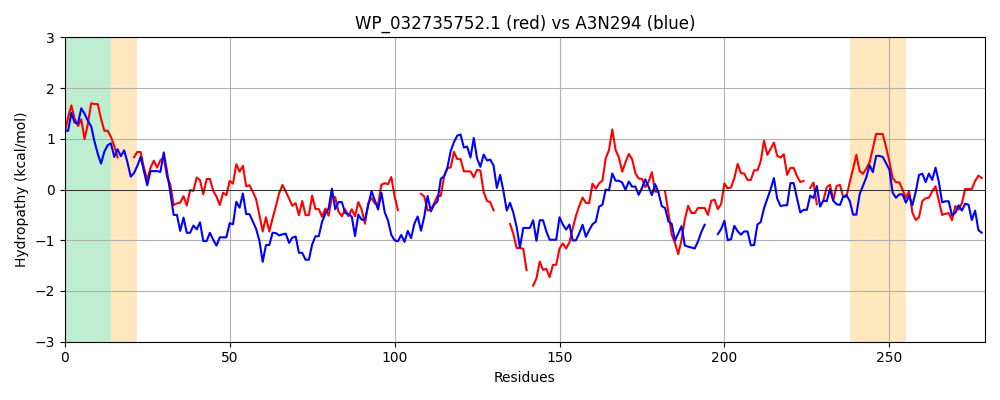 WP_032735752.1 (red) vs A3N294 (blue)
Hydropathy (kcal/mol)
3
2
1
0
−1
−2
−3
0 50 100 150 200 250
Residues